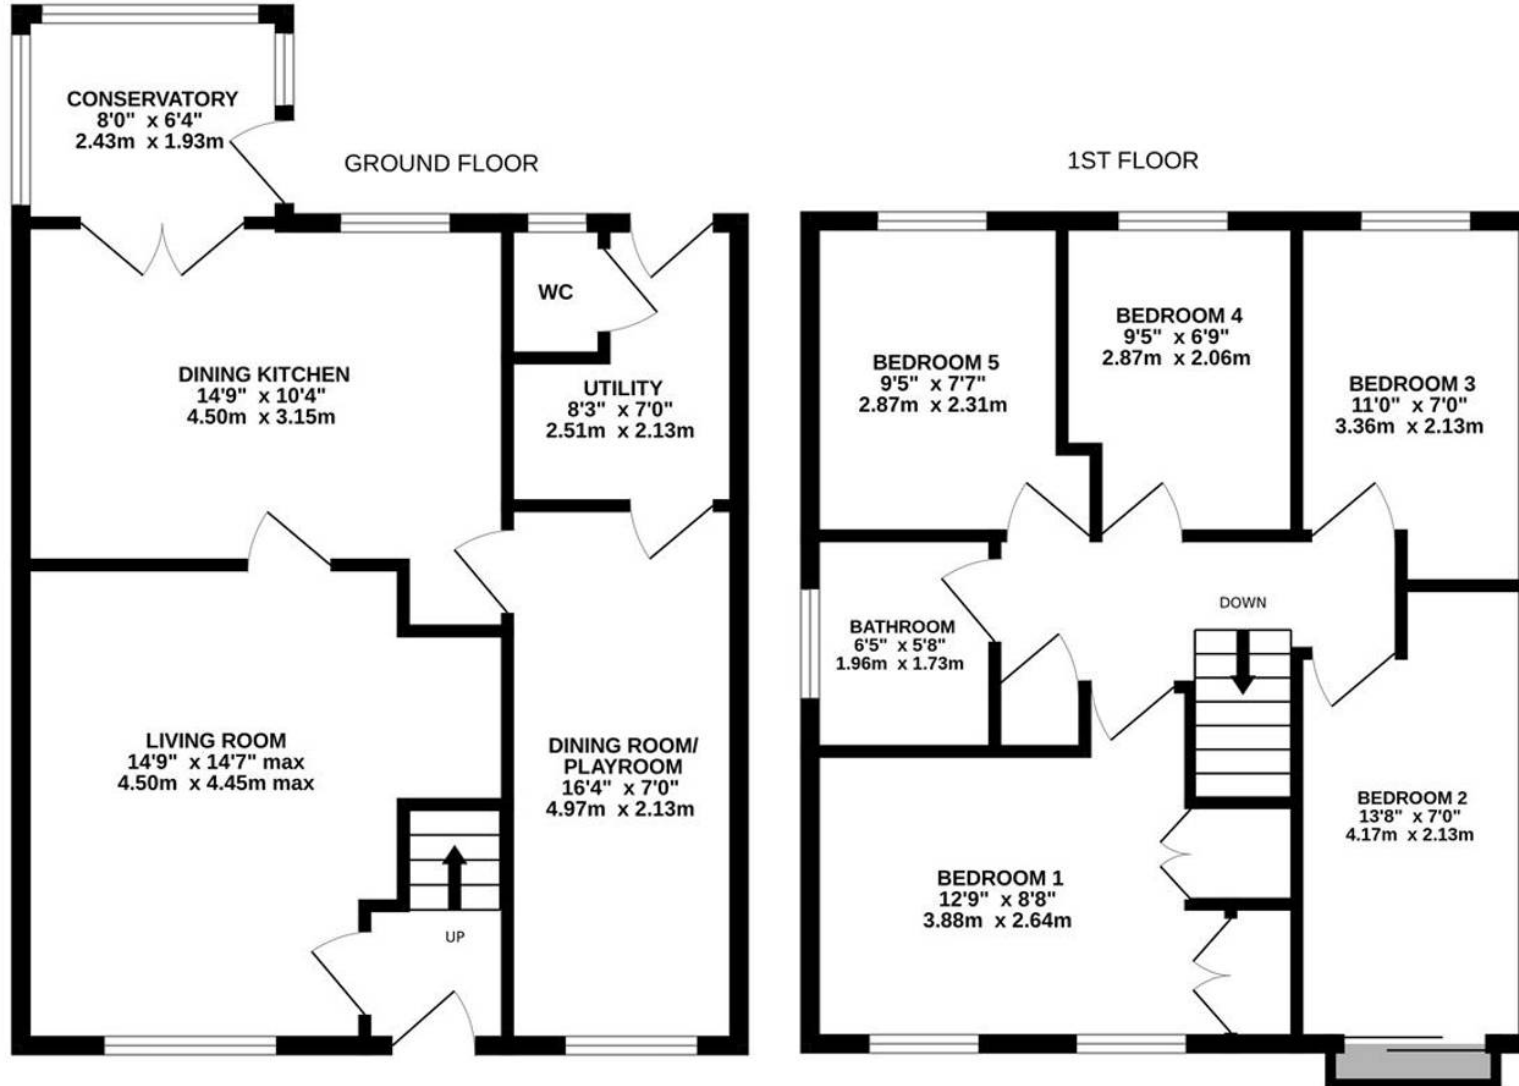 CONSERVATORY
8'0" x 6'4"
2.43m x 1.93m
GROUND FLOOR
WC
DINING KITCHEN
14'9" x 10'4"
4.50m x 3.15m
UTILITY
8'3" x 7'0"
2.51m x 2.13m
LIVING ROOM
14'9" x 14'7" max
4.50m x 4.45m max
DINING ROOM/
PLAYROOM
16'4" x 7'0"
4.97m x 2.13m
UP
1ST FLOOR
BEDROOM 5
9'5" x 7'7"
2.87m x 2.31m
BEDROOM 4
9'5" x 6'9"
2.87m x 2.06m
BEDROOM 3
11'0" x 7'0"
3.36m x 2.13m
BATHROOM
6'5" x 5'8"
1.96m x 1.73m
DOWN
BEDROOM 1
12'9" x 8'8"
3.88m x 2.64m
BEDROOM 2
13'8" x 7'0"
4.17m x 2.13m